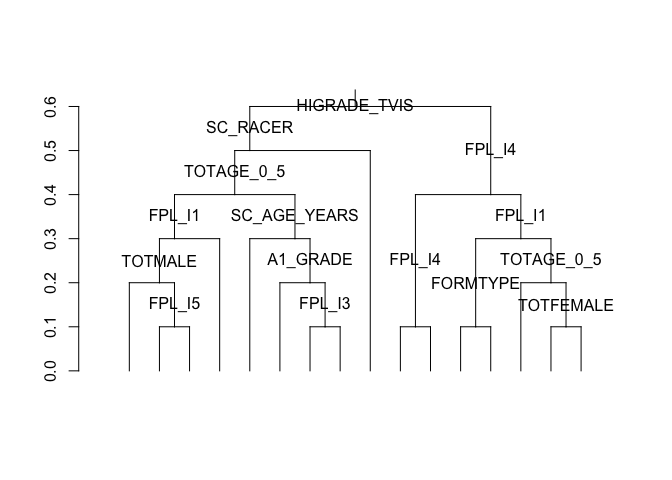 0.6
HIGRADE_TVIS
SC_RACER
0.5
FPL_I4
TOTAGE_0_5
0.4
FPL_I1
SC_AGE_YEARS
FPL_I1
0.3
TOTMALE
A1_GRADE
FPL_I4
TOTAGE_0_5
0.2
FORMTYPE
FPL_I5
FPL_I3
TOTFEMALE
0.1
0.0